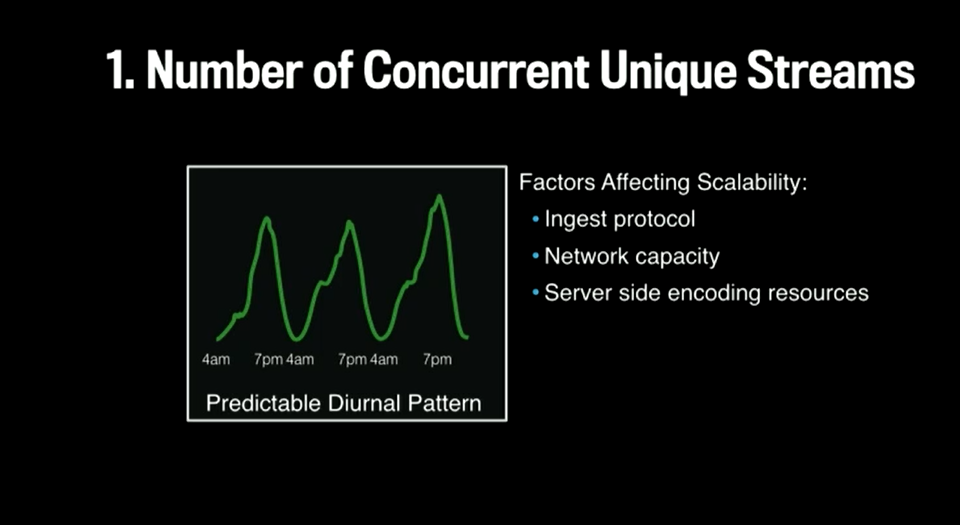 1. Number of Concurrent Unique Streams
Factors Affecting Scalability:
• Ingest protocol
• Network capacity
• Server side encoding resources
4am 7pm 4am 7pm 4am 7pm
Predictable Diurnal Pattern